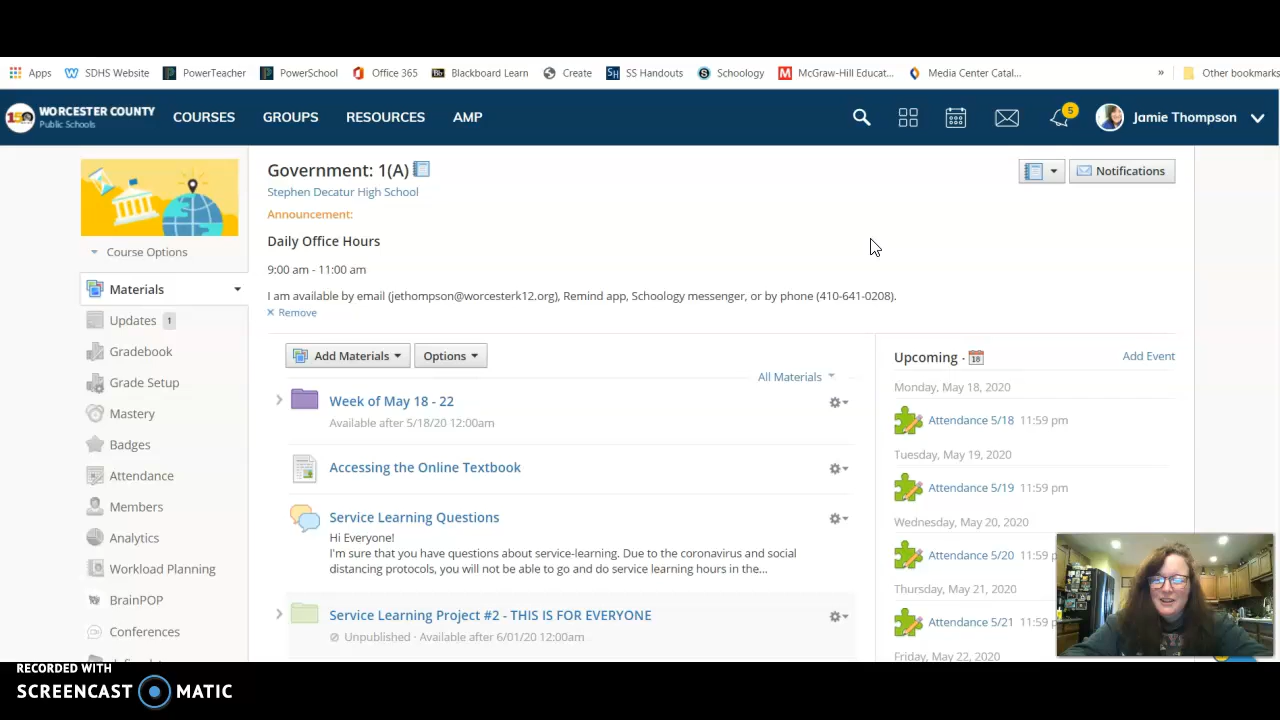 Apps SDHS Website PowerTeacher PowerSchool Office 365 Blackboard Learn Create SS Handouts Schoology McGraw-Hill Educat... Media Center Catal... » Other bookmarks
WORCESTER COUNTY
Public Schools
COURSES GROUPS RESOURCES AMP
5
Jamie Thompson
Government: 1(A)
Notifications
Stephen Decatur High School
Announcement:
Daily Office Hours
9:00 am - 11:00 am
I am available by email (jethompson@worcesterk12.org), Remind app, Schoology messenger, or by phone (410-641-0208).
Remove
Course Options
Materials
Updates 1
Gradebook
Grade Setup
Mastery
Badges
Attendance
Members
Analytics
Workload Planning
BrainPOP
Conferences
Add Materials Options
All Materials
Week of May 18 - 22
Available after 5/18/20 12:00am
Accessing the Online Textbook
Service Learning Questions
Hi Everyone!
I'm sure that you have questions about service-learning. Due to the coronavirus and social
distancing protocols, you will not be able to go and do service learning hours in the...
Service Learning Project #2 - THIS IS FOR EVERYONE
Unpublished · Available after 6/01/20 12:00am
Upcoming · 18 Add Event
Monday, May 18, 2020
Attendance 5/18 11:59 pm
Tuesday, May 19, 2020
Attendance 5/19 11:59 pm
Wednesday, May 20, 2020
Attendance 5/20 11:59 p
Thursday, May 21, 2020
Attendance 5/21 11:59
Friday, May 22, 2020
RECORDED WITH
SCREENCAST MATIC